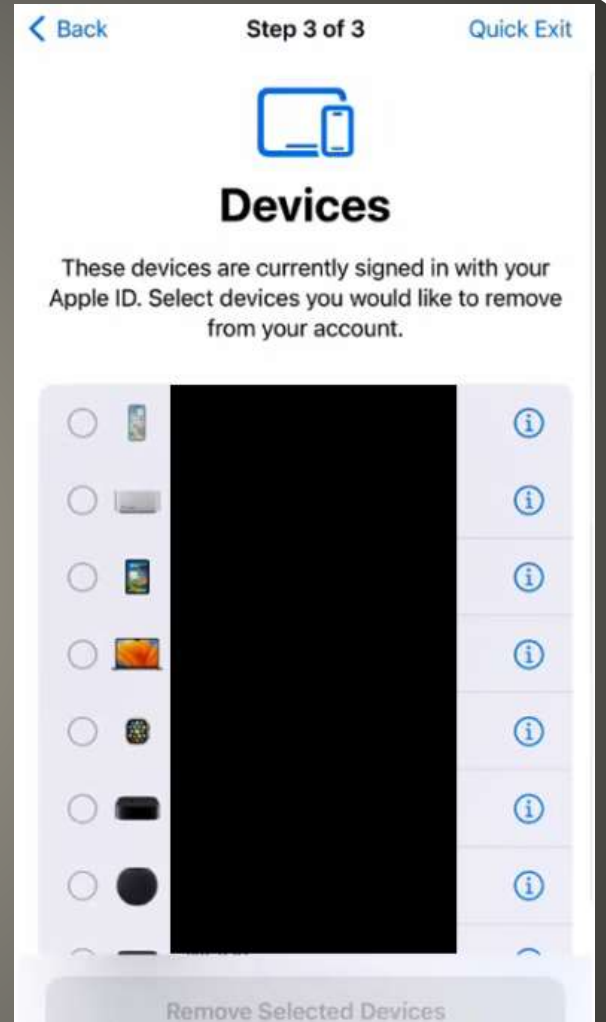 Back
Step 3 of 3
Quick Exit
Devices
These devices are currently signed in with your
Apple ID. Select devices you would like to remove
from your account.
Remove Selected Devices